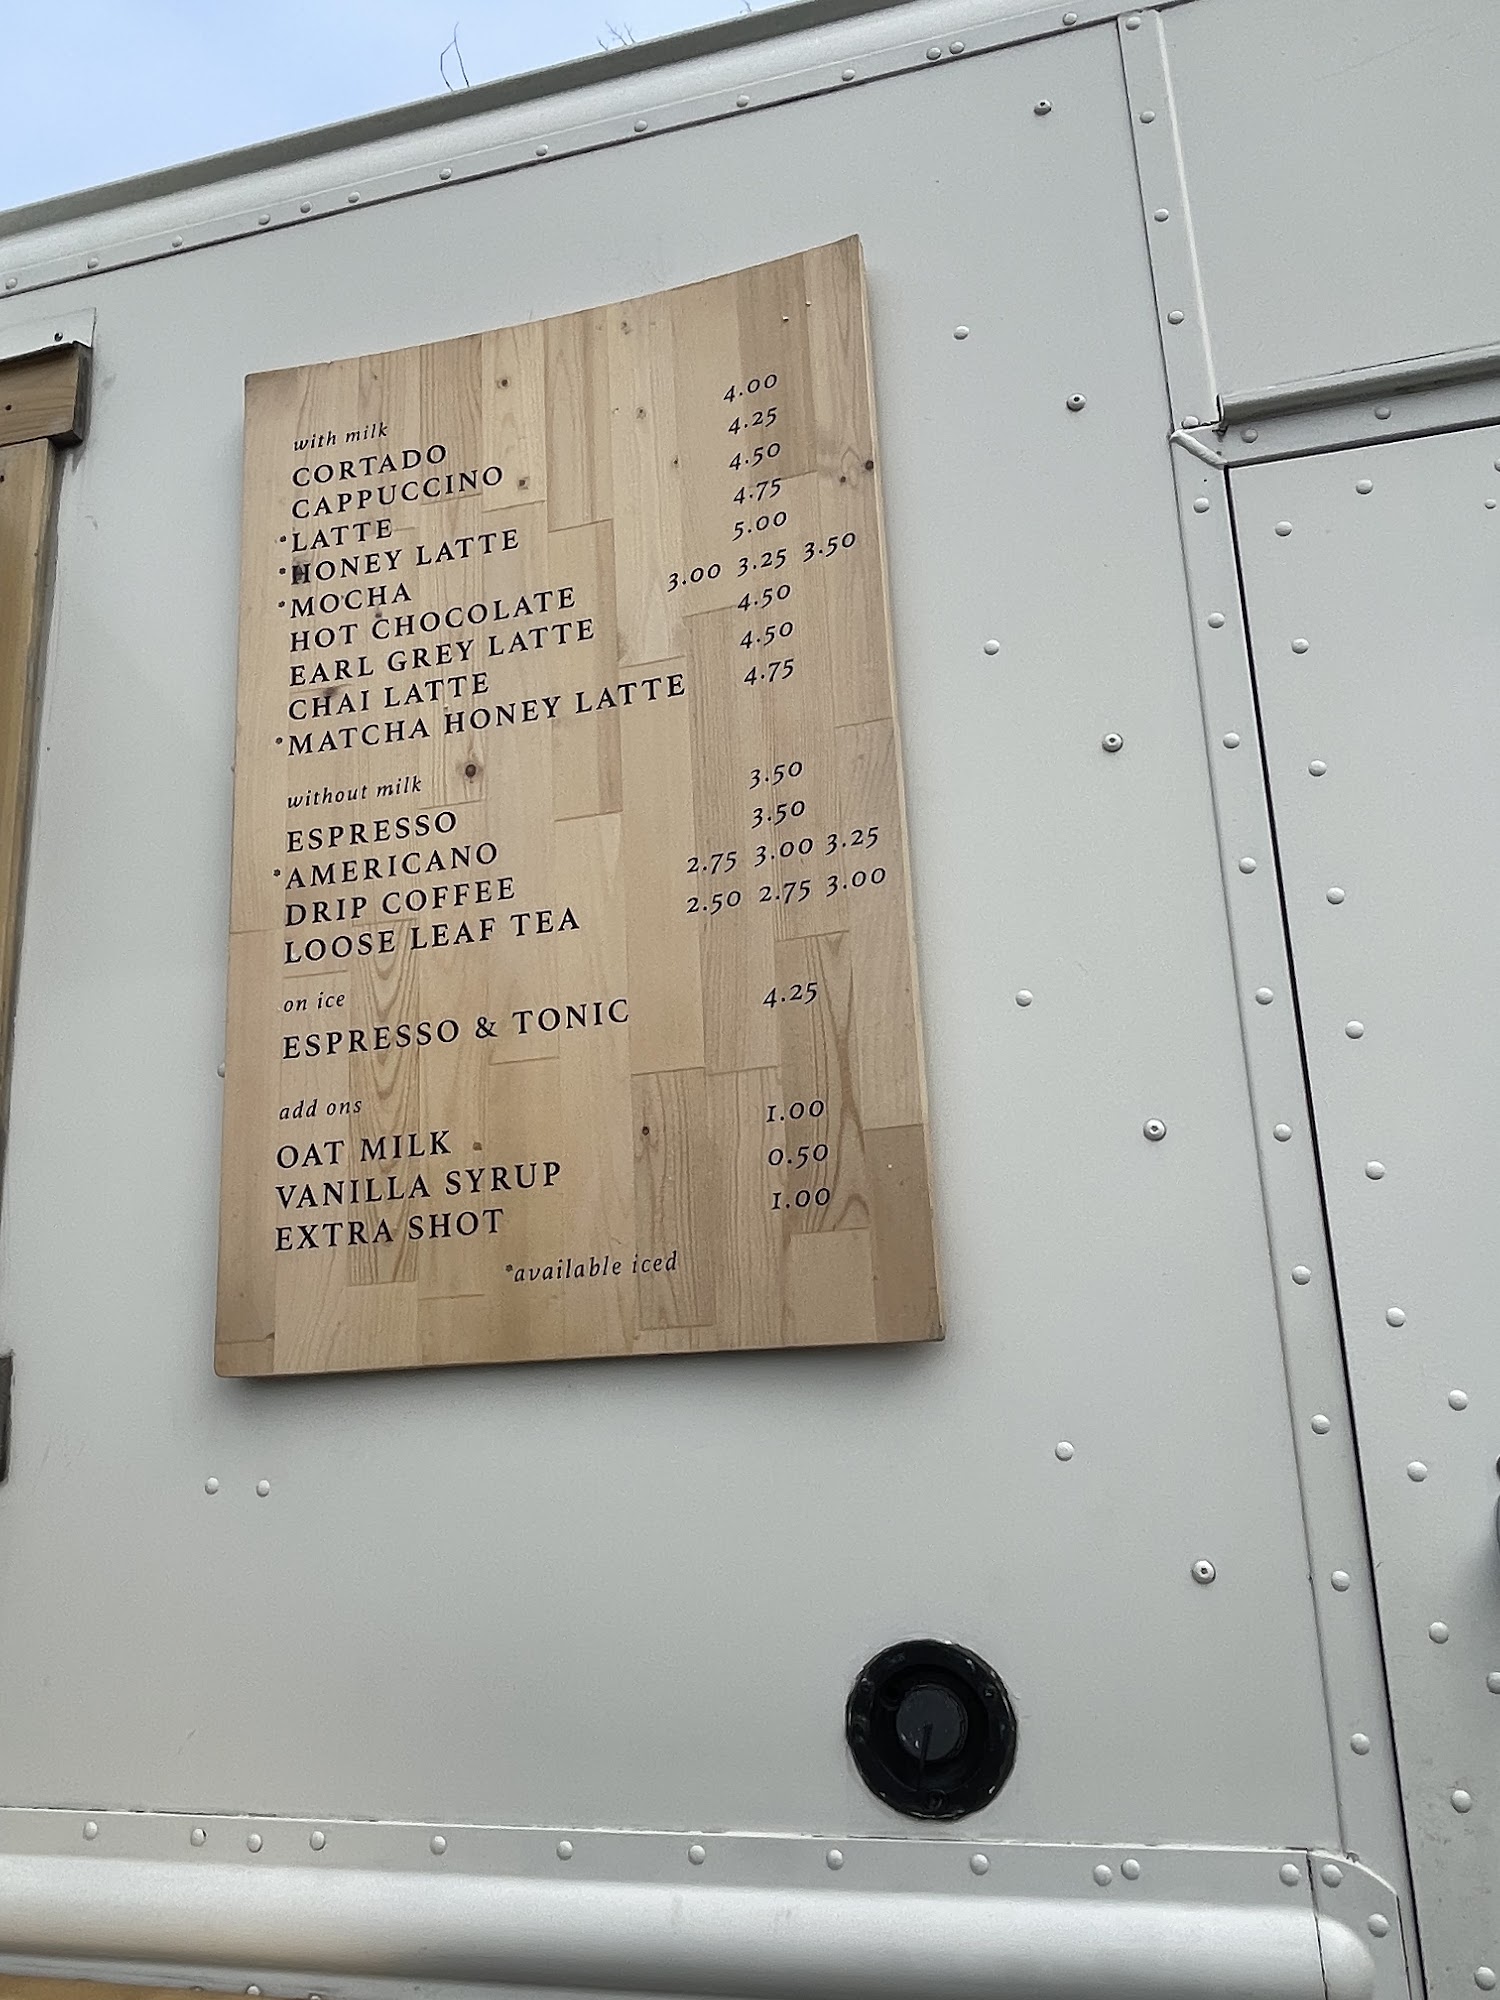 with milk
CORTADO 4.00
CAPPUCCINO 4.25
*LATTE 4.50
*HONEY LATTE 4.75
*MOCHA 5.00
HOT CHOCOLATE 3.00 3.25 3.50
EARL GREY LATTE 4.50
CHAI LATTE 4.50
*MATCHA HONEY LATTE 4.75
without milk
ESPRESSO 3.50
*AMERICANO 3.50
DRIP COFFEE 2.75 3.00 3.25
LOOSE LEAF TEA 2.50 2.75 3.00
on ice
ESPRESSO & TONIC 4.25
add ons
OAT MILK 1.00
VANILLA SYRUP 0.50
EXTRA SHOT 1.00
*available iced